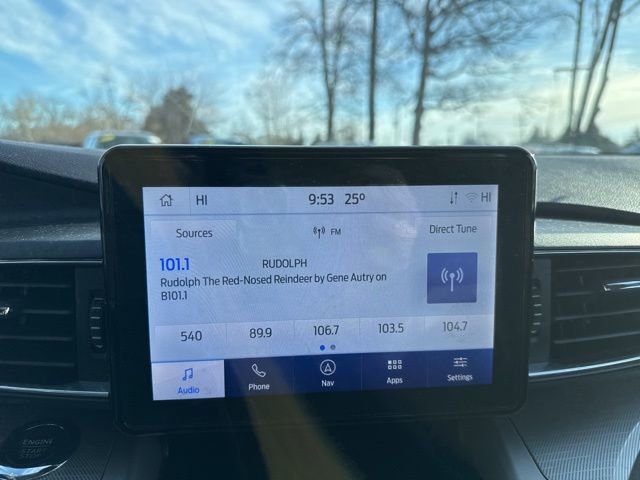 HI 9:53 25° HI
Sources FM Direct Tune
101.1 RUDOLPH
Rudolph The Red-Nosed Reindeer by Gene Autry on
B101.1
540 89.9 106.7 103.5 104.7
Audio Phone Nav Apps Settings
ENGINE
START
STOP